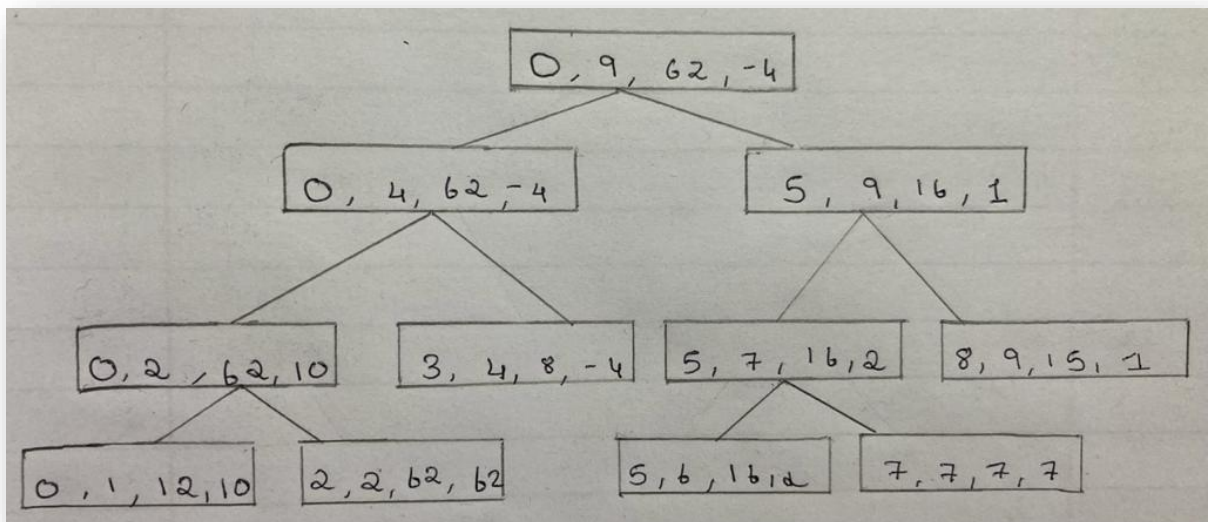 0, 9, 62, -4
0, 4, 62, -4
5, 9, 16, 1
0, 2, 62, 10
3, 4, 8, -4
5, 7, 16, 2
8, 9, 15, 1
0, 1, 12, 10
2, 2, 62, 62
5, 6, 16, 2
7, 7, 7, 7